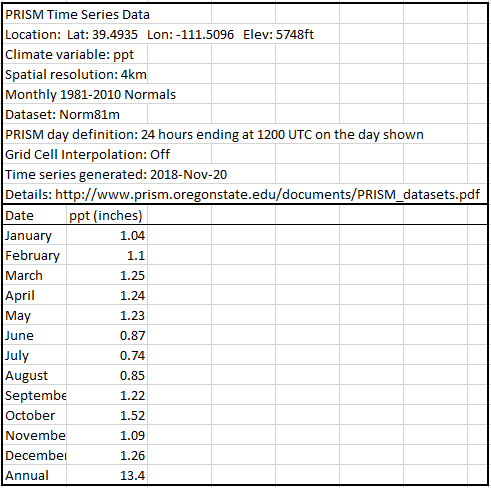 PRISM Time Series Data
Location:  Lat: 39.4935   Lon: -111.5096   Elev: 5748ft
Climate variable: ppt
Spatial resolution: 4km
Monthly 1981-2010 Normals
Dataset: Norm81m
PRISM day definition: 24 hours ending at 1200 UTC on the day shown
Grid Cell Interpolation: Off
Time series generated: 2018-Nov-20
Details: http://www.prism.oregonstate.edu/documents/PRISM_datasets.pdf
Date ppt (inches)
January 1.04
February 1.1
March 1.25
April 1.24
May 1.23
June 0.87
July 0.74
August 0.85
Septembe 1.22
October 1.52
Novembe 1.09
December 1.26
Annual 13.4